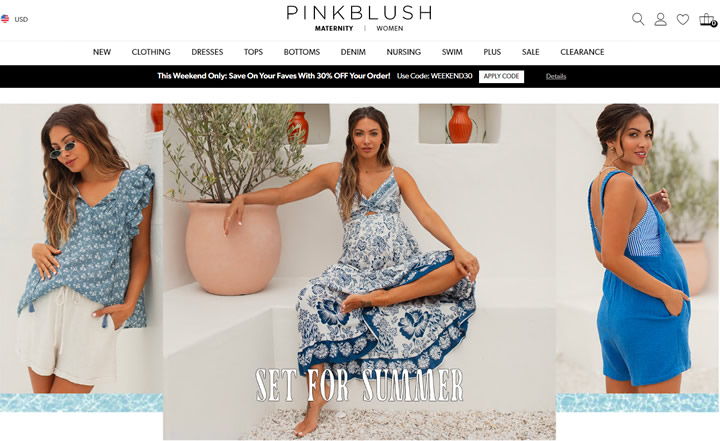 USD
PINKBLUSH
MATERNITY | WOMEN
0
NEW CLOTHING DRESSES TOPS BOTTOMS DENIM NURSING SWIM PLUS SALE CLEARANCE
This Weekend Only: Save On Your Faves With 30% OFF Your Order! Use Code: WEEKEND30 APPLY CODE Details
SET FOR SUMMER